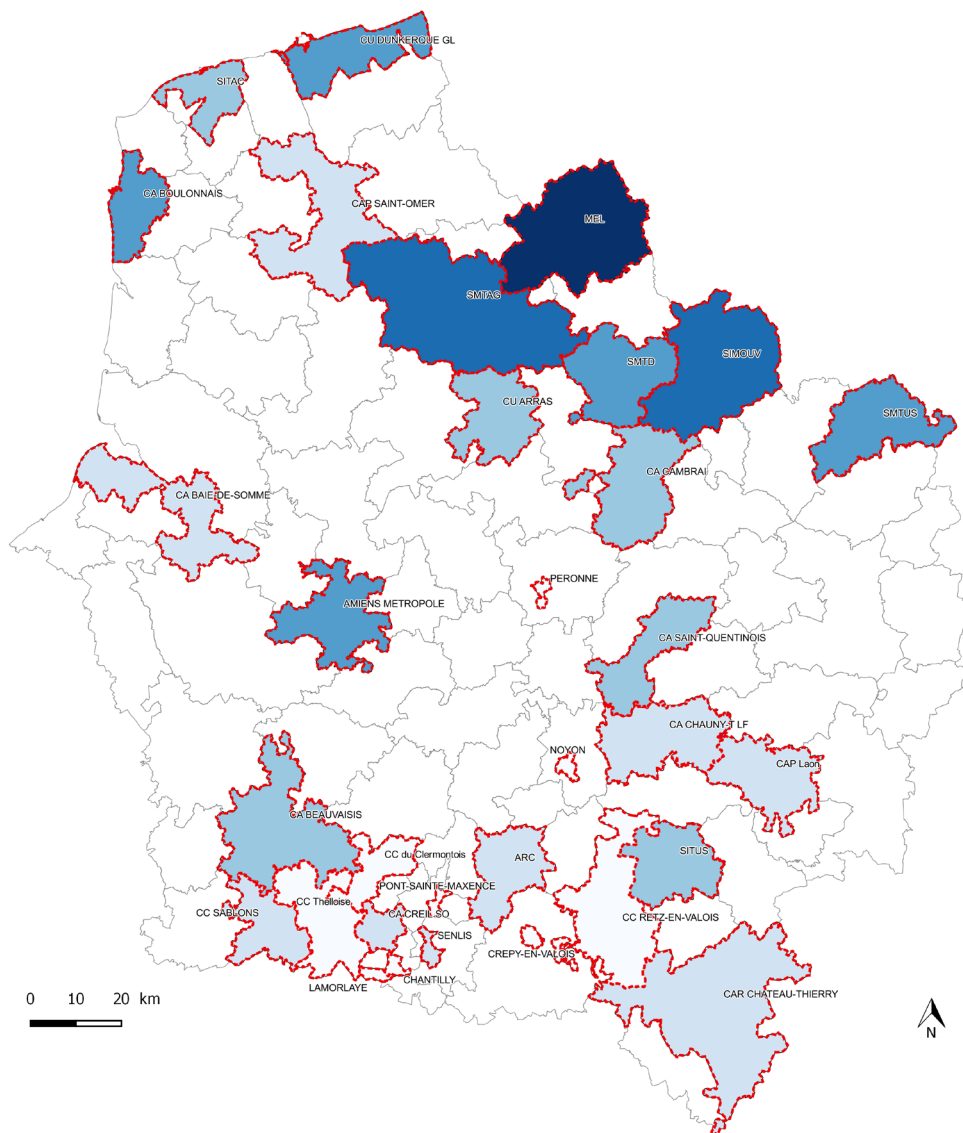 CU DUNKERQUE GL
SITAC
CA BOULONNAIS
CAP SAINT-OMER
MEL
SMTAG
SIMOUV
SMTD
CU ARRAS
SMTUS
CA CAMBRAI
CA BAIE-DE-SOMME
PERONNE
AMIENS METROPOLE
CA SAINT-QUENTINOIS
CA CHAUNY-T LF
NOYON
CAP Laon
CA BEAUVAISIS
CC du Clermontois
ARC
SITUS
PONT-SAINTE-MAXENCE
CC Thelloise
CC SABLONS
CA CREIL SO
CC RETZ-EN-VALOIS
SENLIS
CREPY-EN-VALOIS
CHANTILLY
LAMORLAYE
CAR CHATEAU-THIERRY
0 10 20 km
N